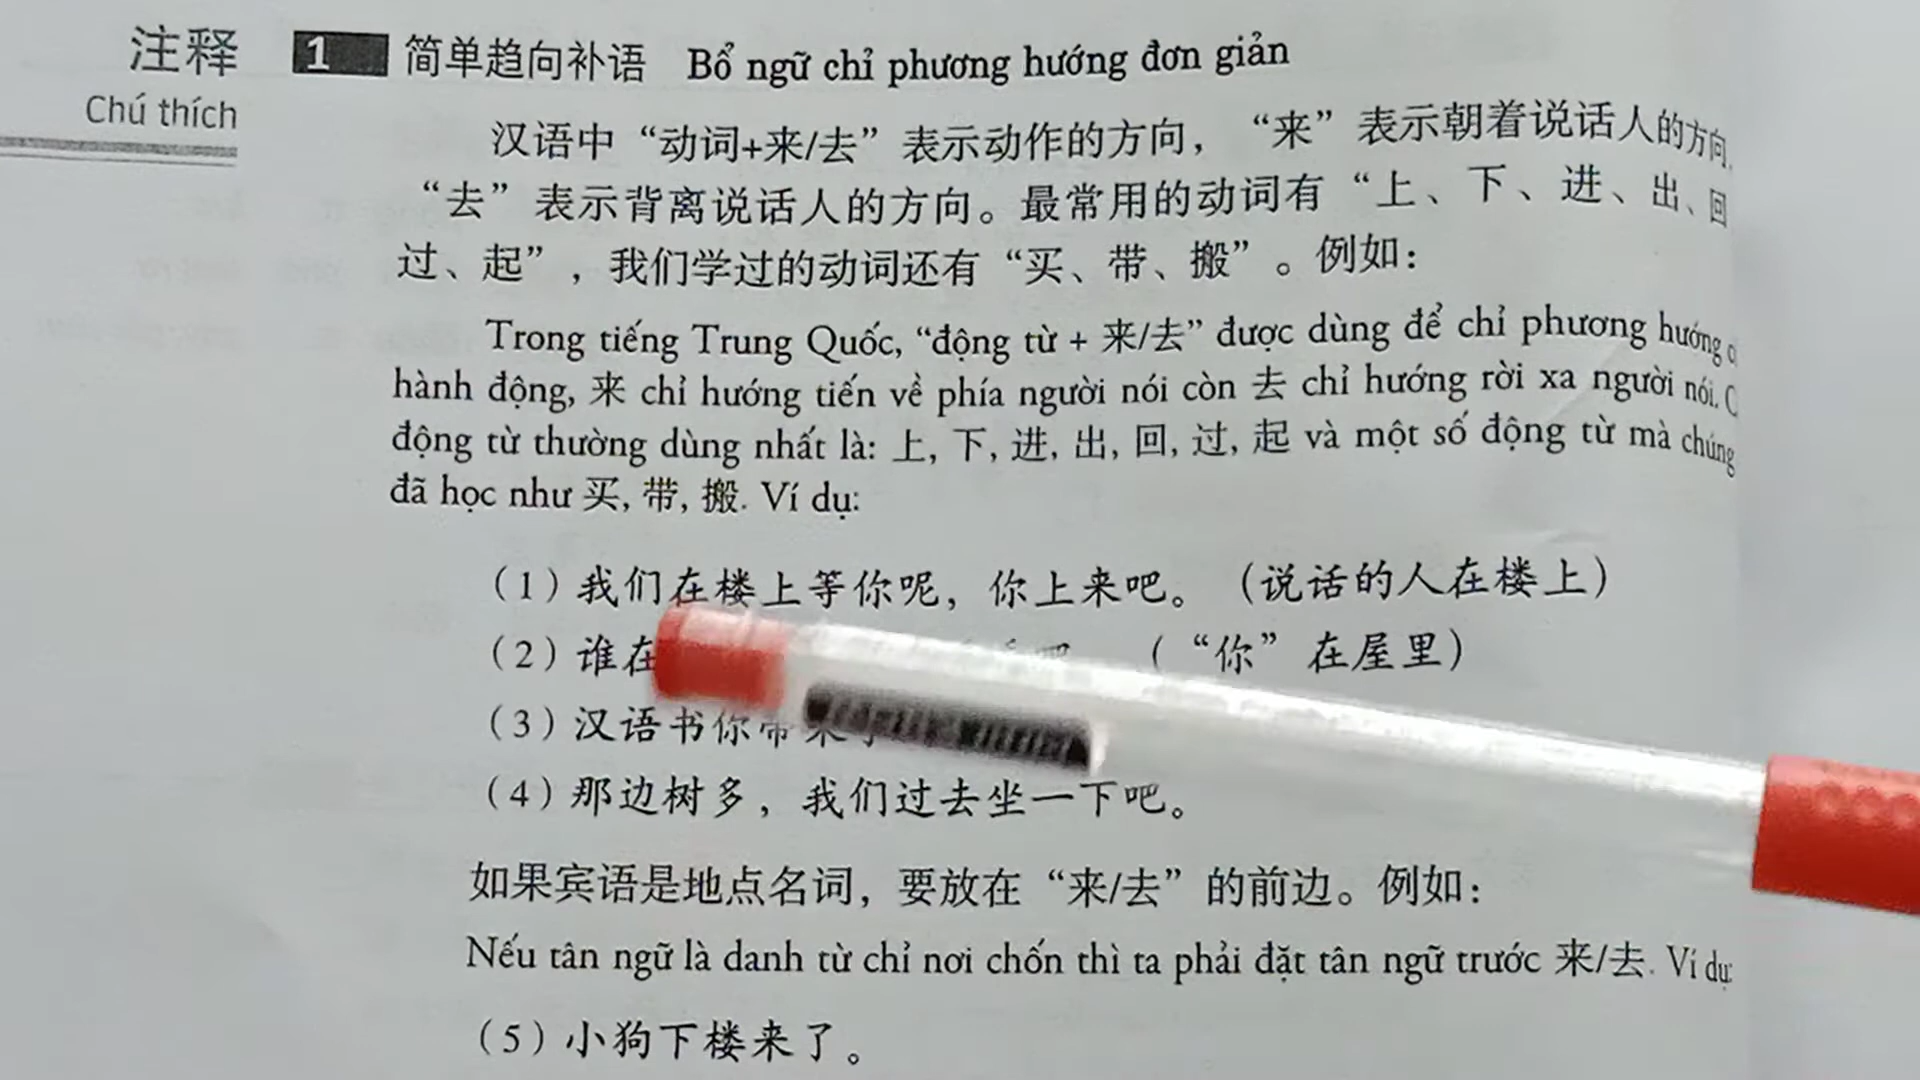 注释
Chú thích
1 简单趋向补语 Bổ ngữ chỉ phương hướng đơn giản
汉语中“动词+来/去”表示动作的方向，“来”表示朝着说话人的方向，
“去”表示背离说话人的方向。最常用的动词有“上、下、进、出、回
过、起”，我们学过的动词还有“买、带、搬”。例如：
Trong tiếng Trung Quốc, “động từ + 来/去” được dùng để chỉ phương hướng
hành động, 来 chỉ hướng tiến về phía người nói còn 去 chỉ hướng rời xa người nói.
động từ thường dùng nhất là: 上, 下, 进, 出, 回, 过, 起 và một số động từ mà chúng
đã học như 买, 带, 搬. Ví dụ:
（1）我们在楼上等你呢，你上来吧。（说话的人在楼上）
（2）谁在 吧 （“你”在屋里）
（3）汉语书你带来了
（4）那边树多，我们过去坐一下吧。
如果宾语是地点名词，要放在“来/去”的前边。例如：
Nếu tân ngữ là danh từ chỉ nơi chốn thì ta phải đặt tân ngữ trước 来/去. Ví dụ:
（5）小狗下楼来了。